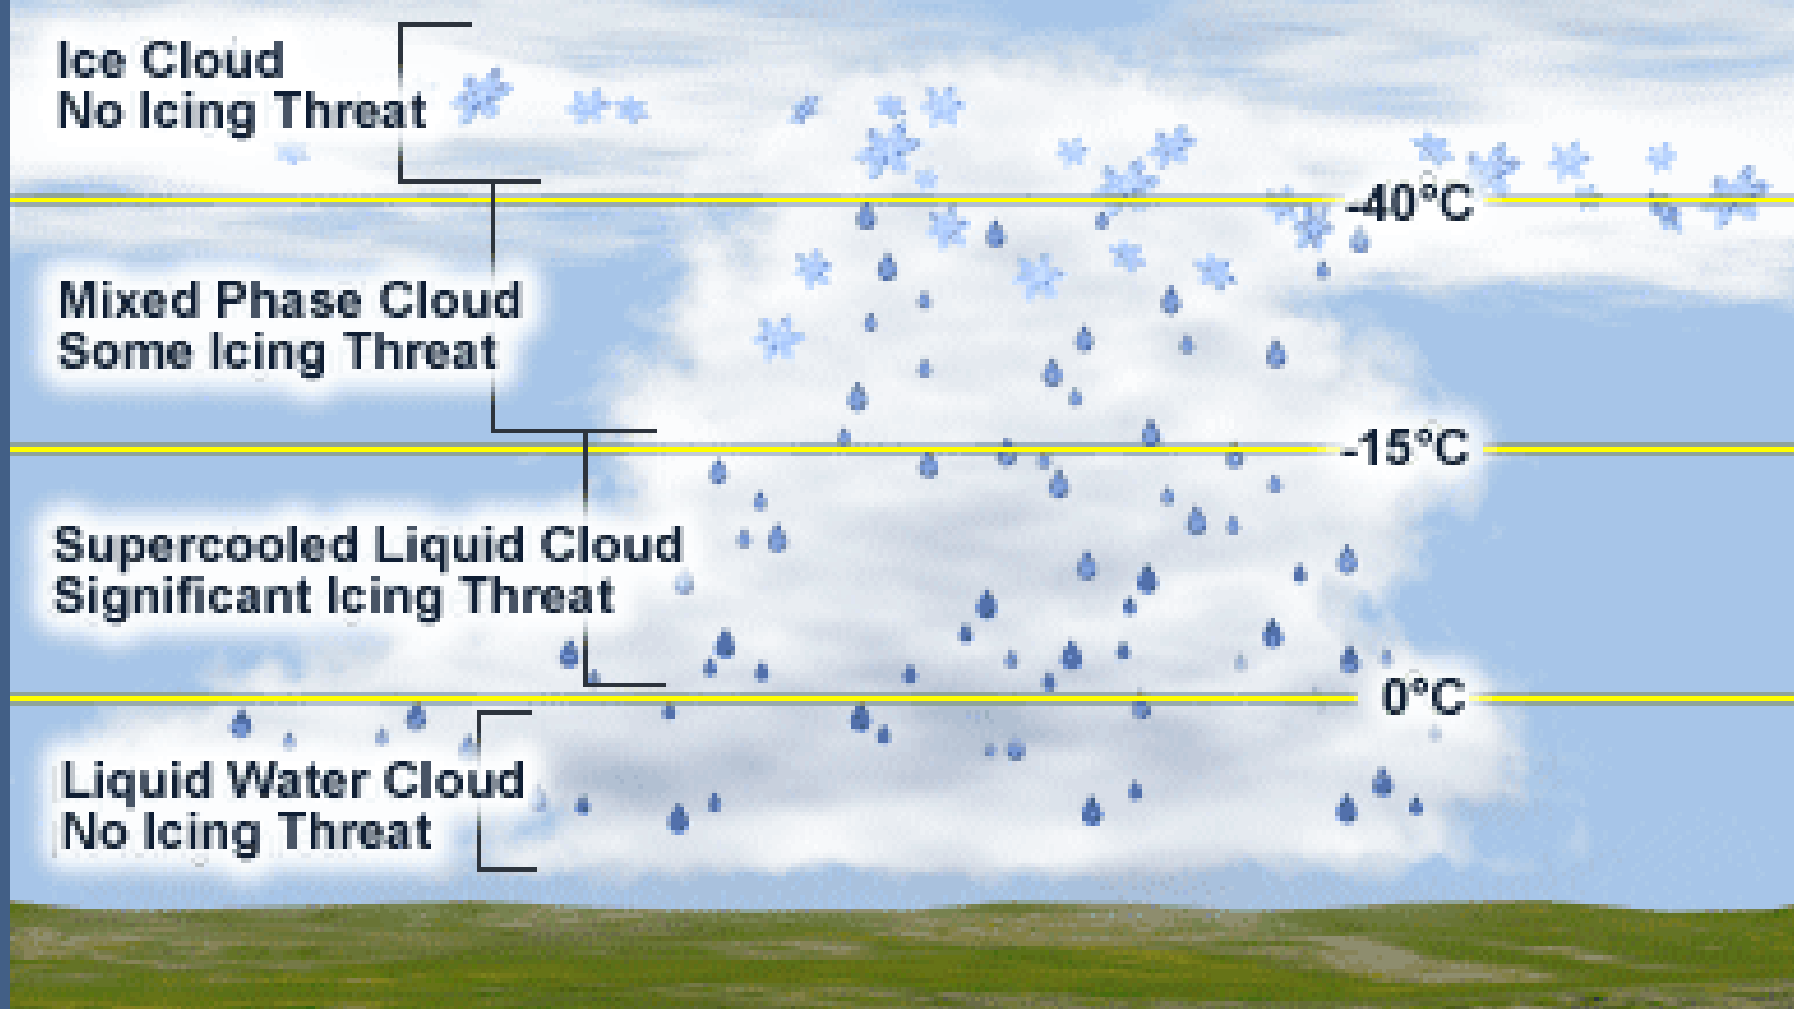 Ice Cloud
No Icing Threat
-40°C
Mixed Phase Cloud
Some Icing Threat
-15°C
Supercooled Liquid Cloud
Significant Icing Threat
0°C
Liquid Water Cloud
No Icing Threat